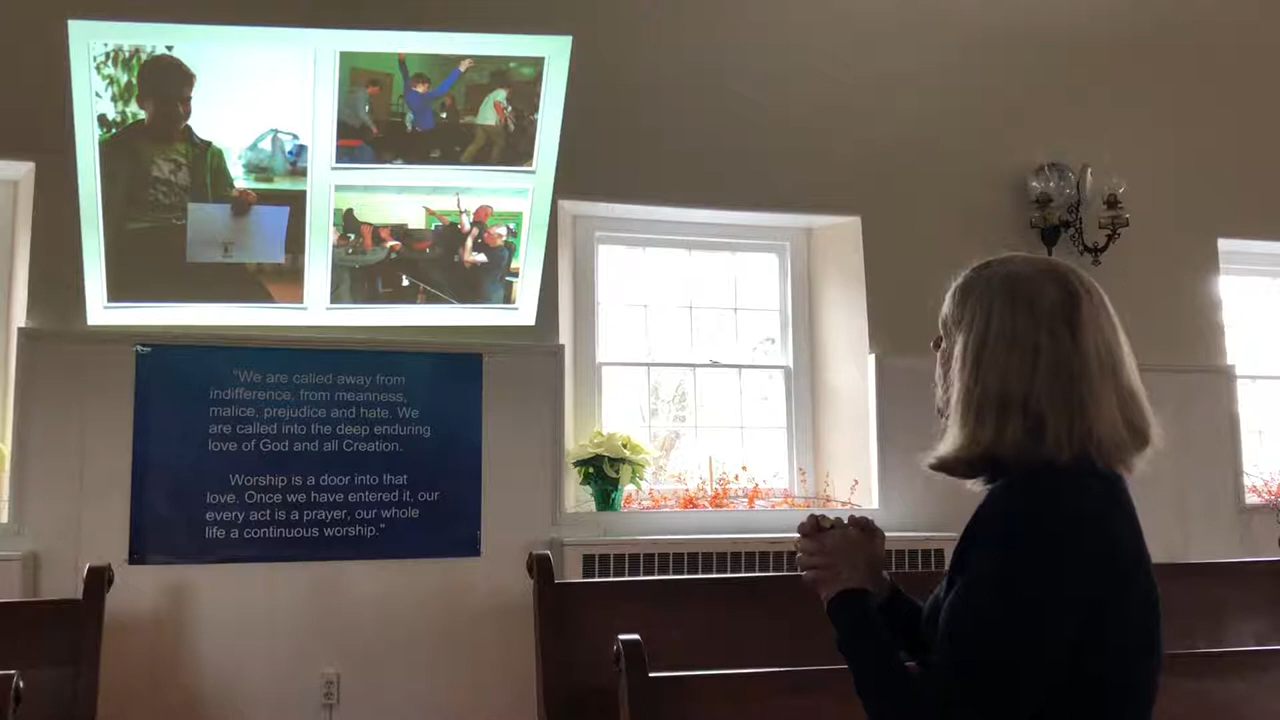 "We are called away from
indifference, from meanness,
malice, prejudice and hate. We
are called into the deep enduring
love of God and all Creation.
Worship is a door into that
love. Once we have entered it, our
every act is a prayer, our whole
life a continuous worship."